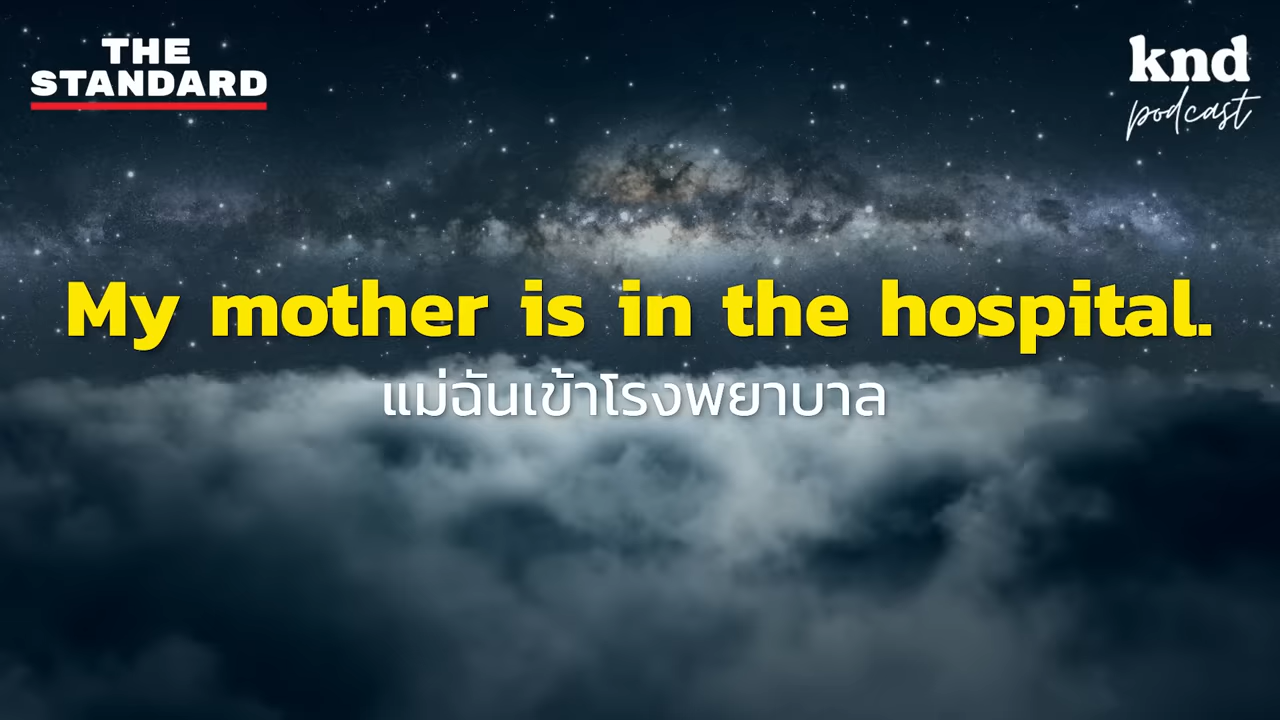 THE
STANDARD
knd
podcast
My mother is in the hospital.
แม่ฉันเข้าโรงพยาบาล